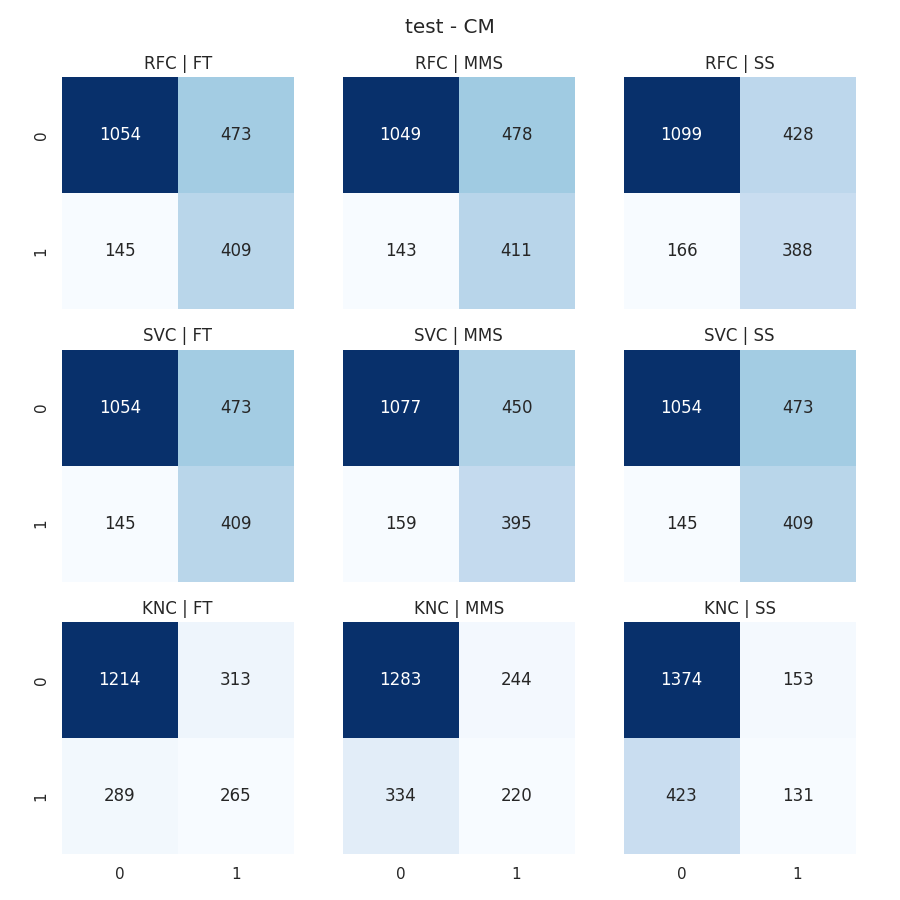 test - CM
RFC | FT RFC | MMS RFC | SS
0 1054 473 1049 478 1099 428
1 145 409 143 411 166 388
SVC | FT SVC | MMS SVC | SS
0 1054 473 1077 450 1054 473
1 145 409 159 395 145 409
KNC | FT KNC | MMS KNC | SS
0 1214 313 1283 244 1374 153
1 289 265 334 220 423 131
0 1 0 1 0 1